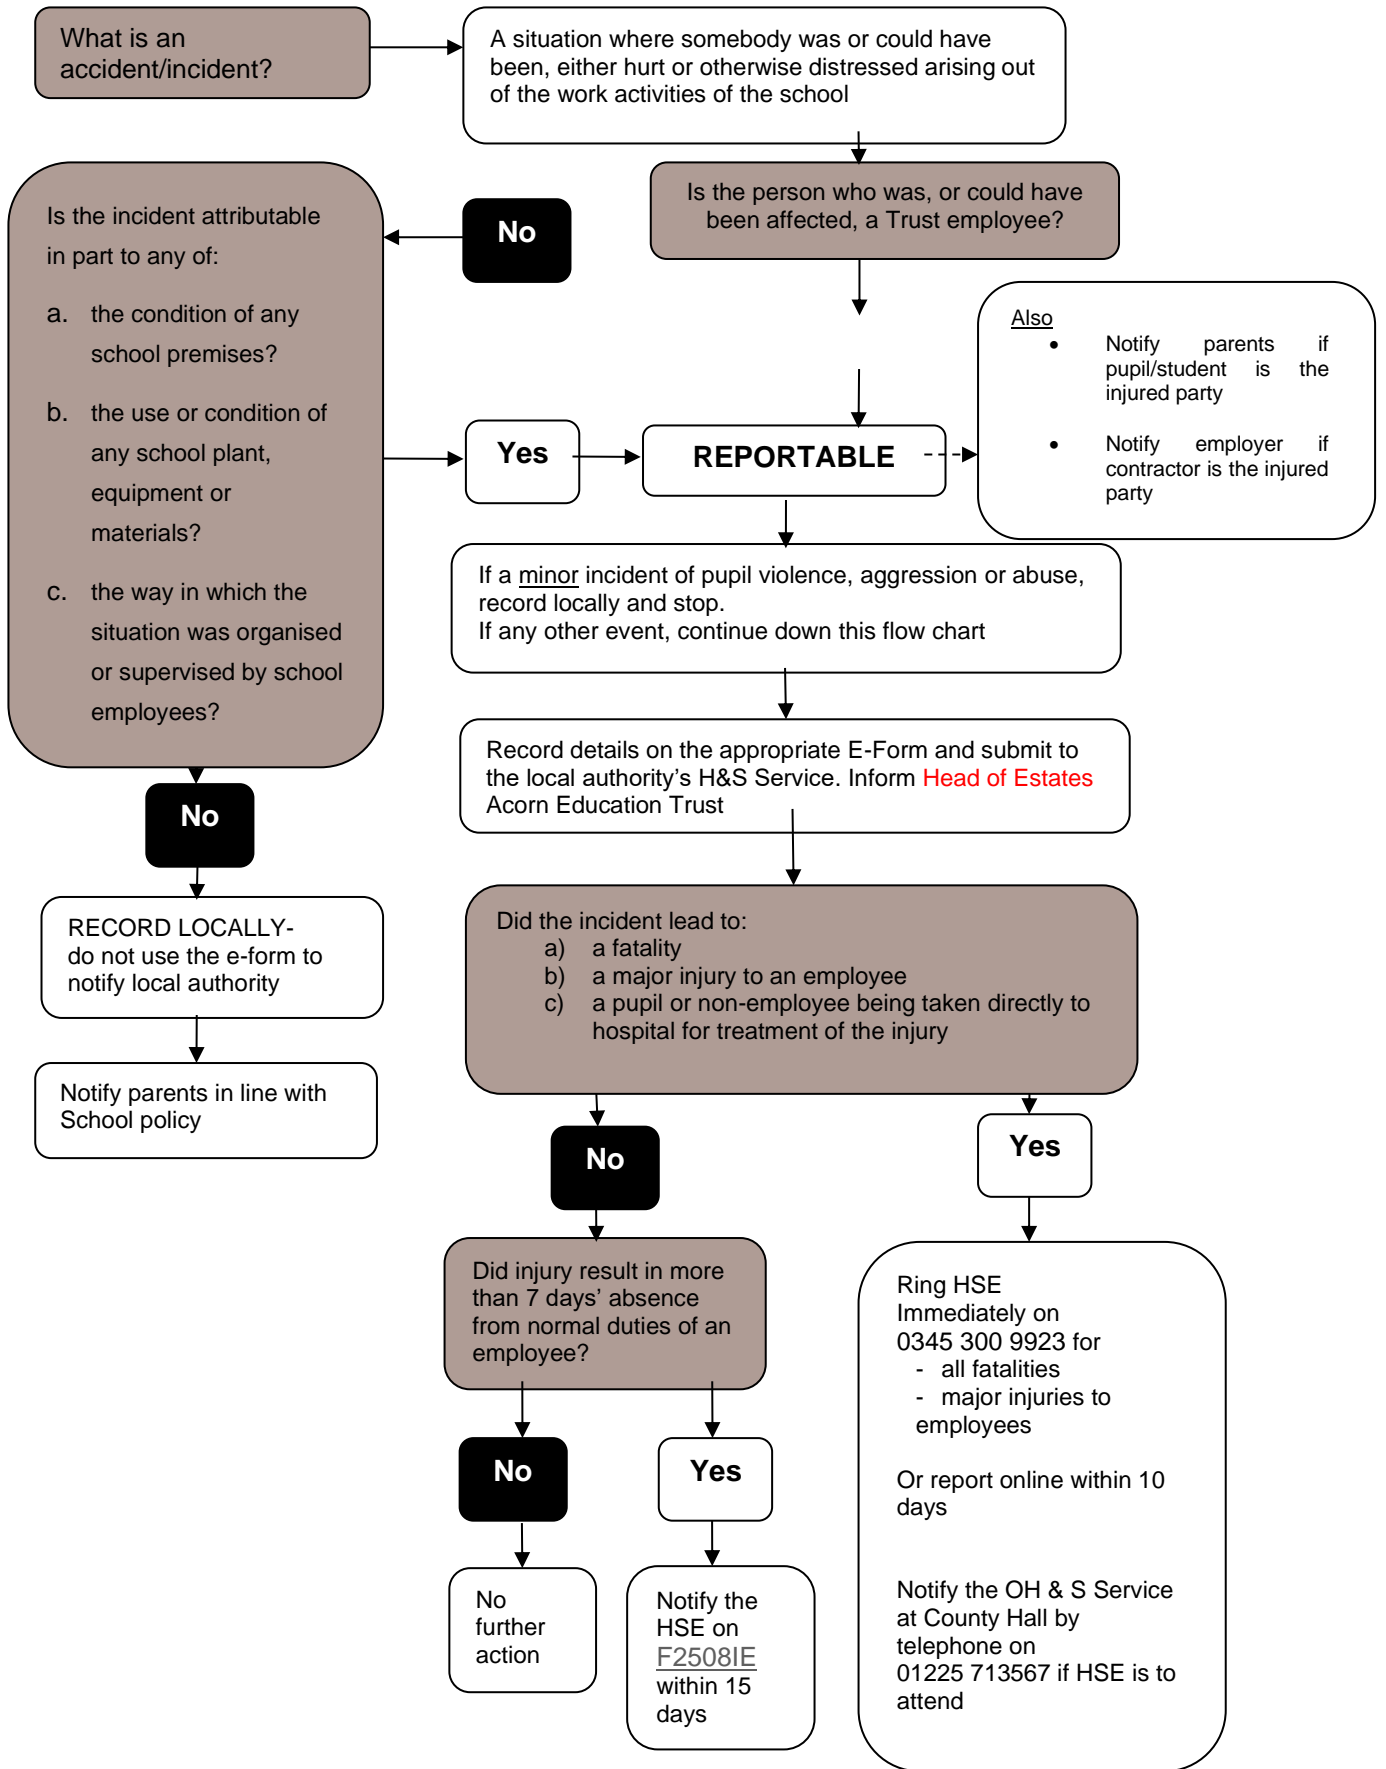 What is an
accident/incident?
A situation where somebody was or could have
been, either hurt or otherwise distressed arising out
of the work activities of the school
Is the person who was, or could have
been affected, a Trust employee?
No
Is the incident attributable
in part to any of:
a. the condition of any
school premises?
b. the use or condition of
any school plant,
equipment or
materials?
c. the way in which the
situation was organised
or supervised by school
employees?
Yes
REPORTABLE
Also
• Notify parents if
pupil/student is the
injured party
• Notify employer if
contractor is the injured
party
If a minor incident of pupil violence, aggression or abuse,
record locally and stop.
If any other event, continue down this flow chart
Record details on the appropriate E-Form and submit to
the local authority’s H&S Service. Inform Head of Estates
Acorn Education Trust
No
RECORD LOCALLY-
do not use the e-form to
notify local authority
Notify parents in line with
School policy
Did the incident lead to:
a) a fatality
b) a major injury to an employee
c) a pupil or non-employee being taken directly to
hospital for treatment of the injury
No
Yes
Did injury result in more
than 7 days’ absence
from normal duties of an
employee?
No
Yes
No
further
action
Notify the
HSE on
F2508IE
within 15
days
Ring HSE
Immediately on
0345 300 9923 for
- all fatalities
- major injuries to
employees
Or report online within 10
days
Notify the OH & S Service
at County Hall by
telephone on
01225 713567 if HSE is to
attend